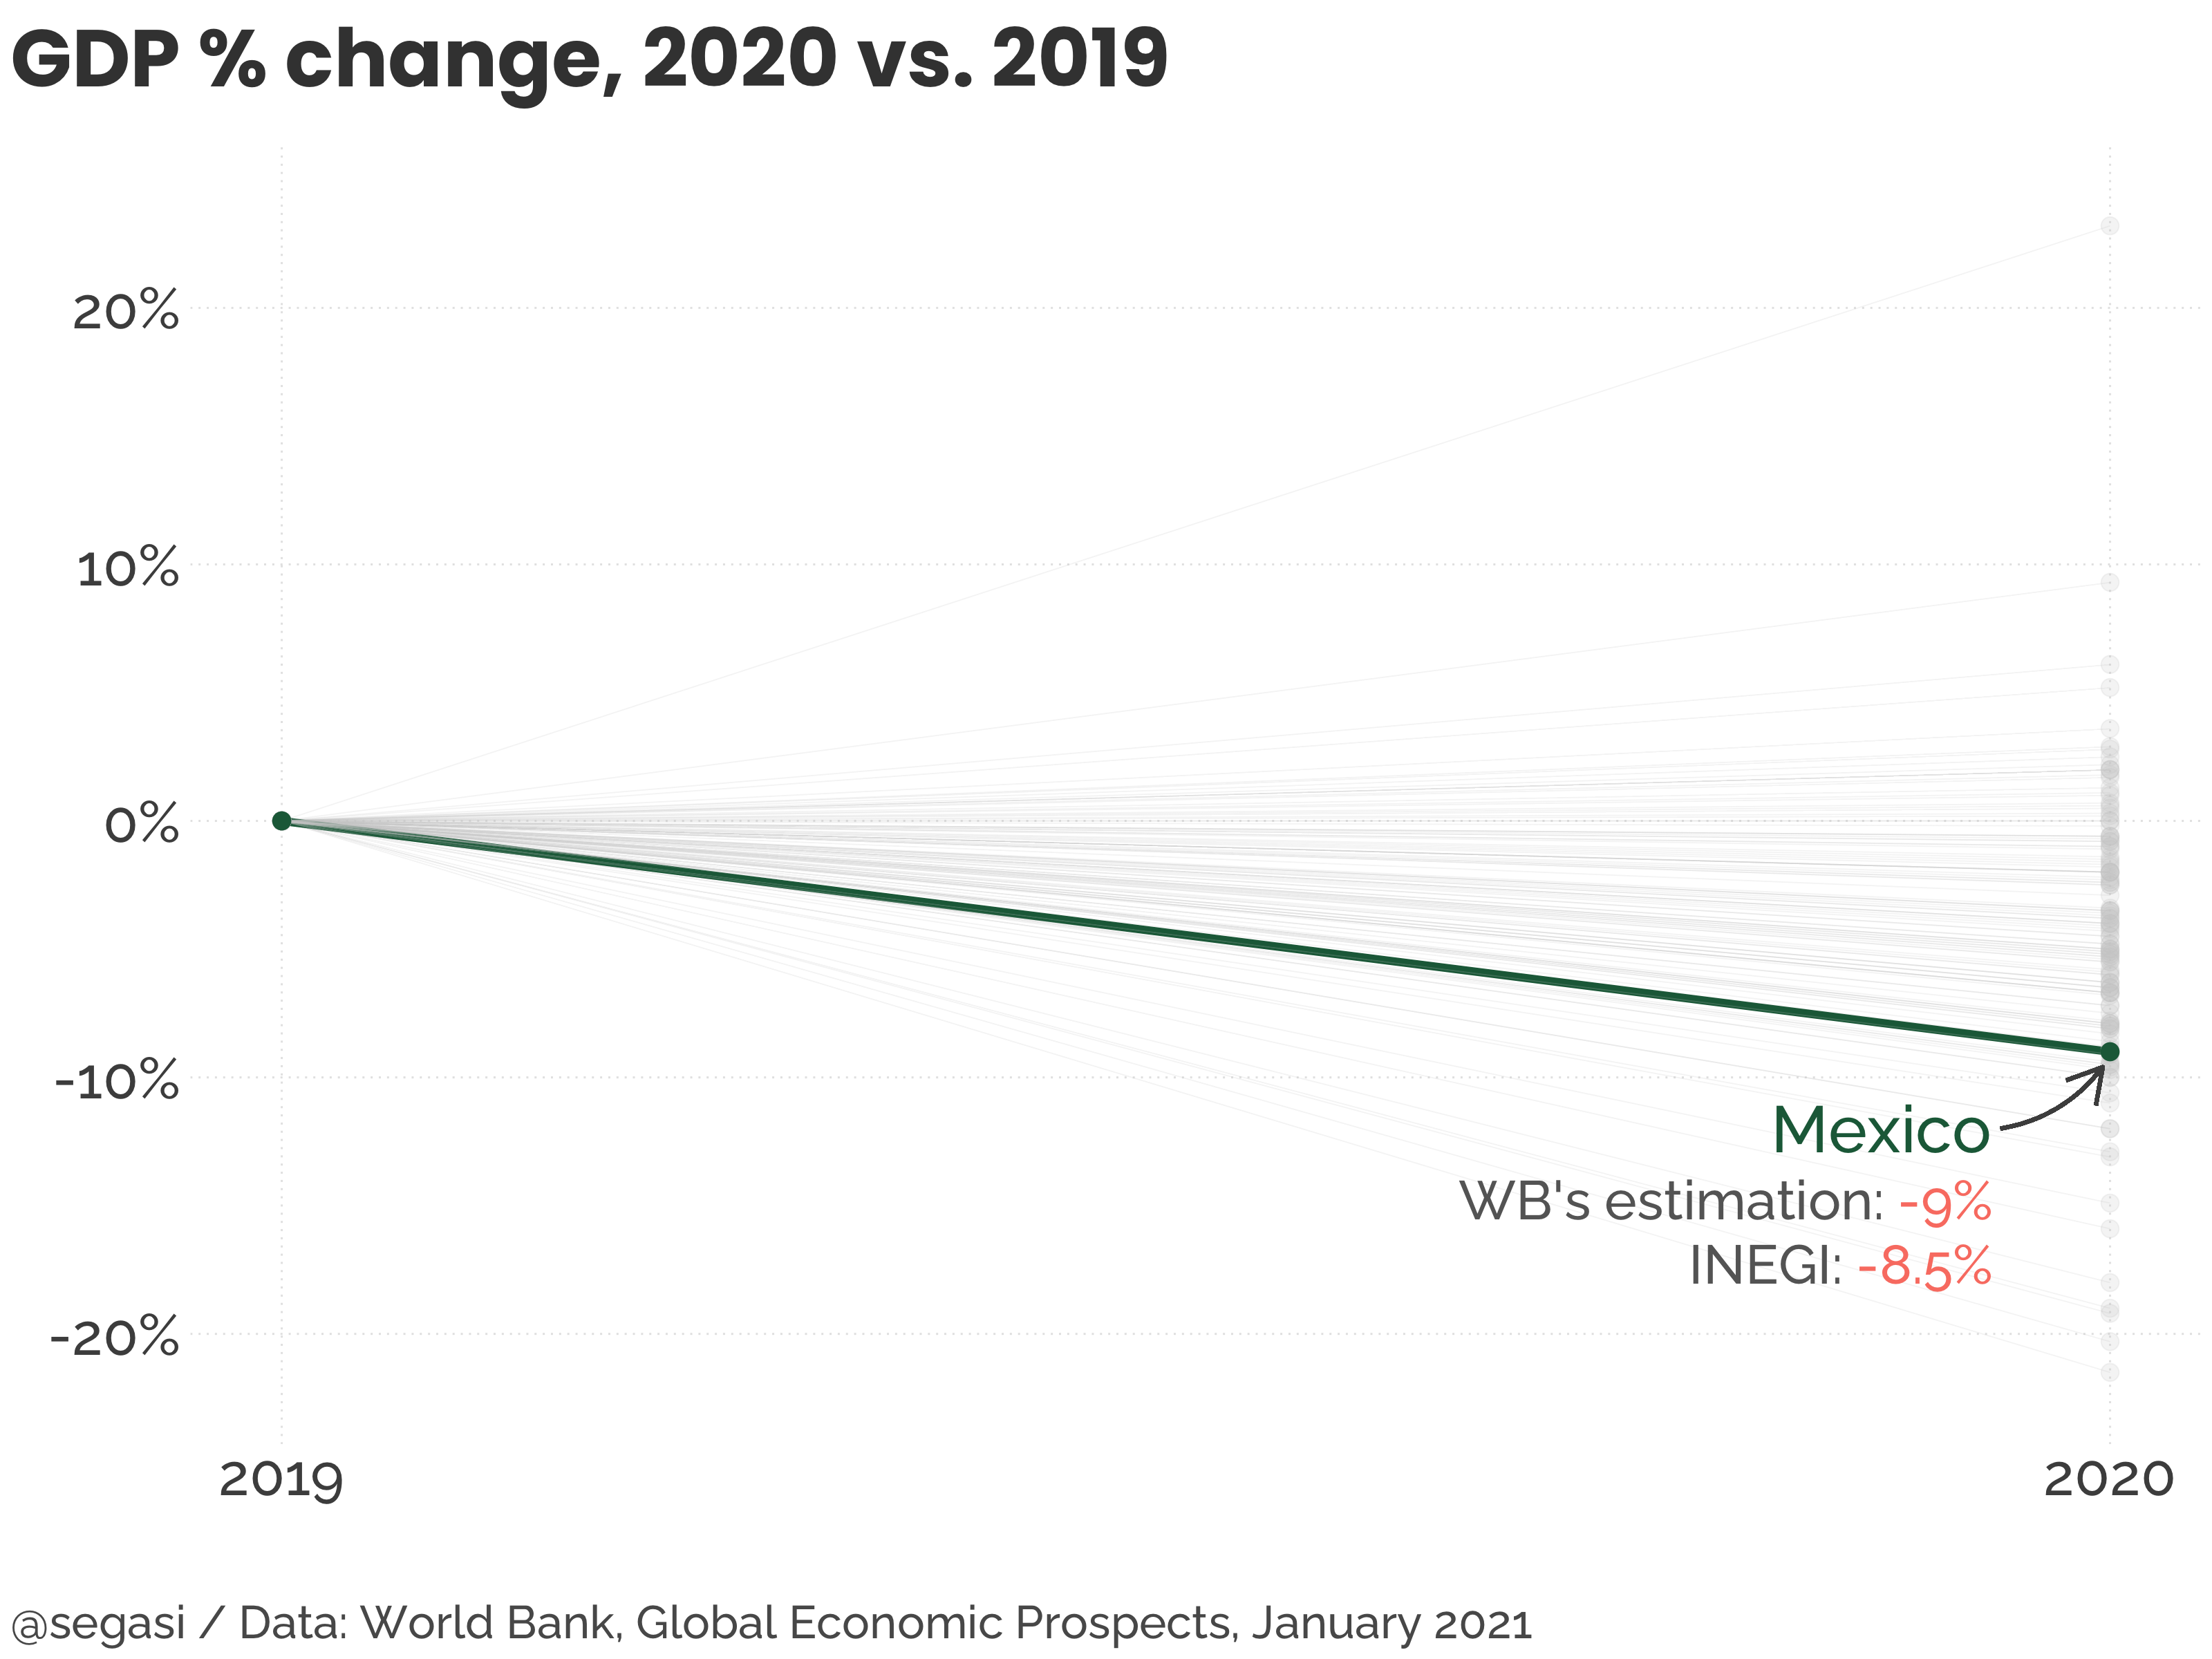 GDP % change, 2020 vs. 2019
20%
10%
0%
-10%
-20%
Mexico
WB's estimation: -9%
INEGI: -8.5%
2019
2020
@segasi / Data: World Bank, Global Economic Prospects, January 2021